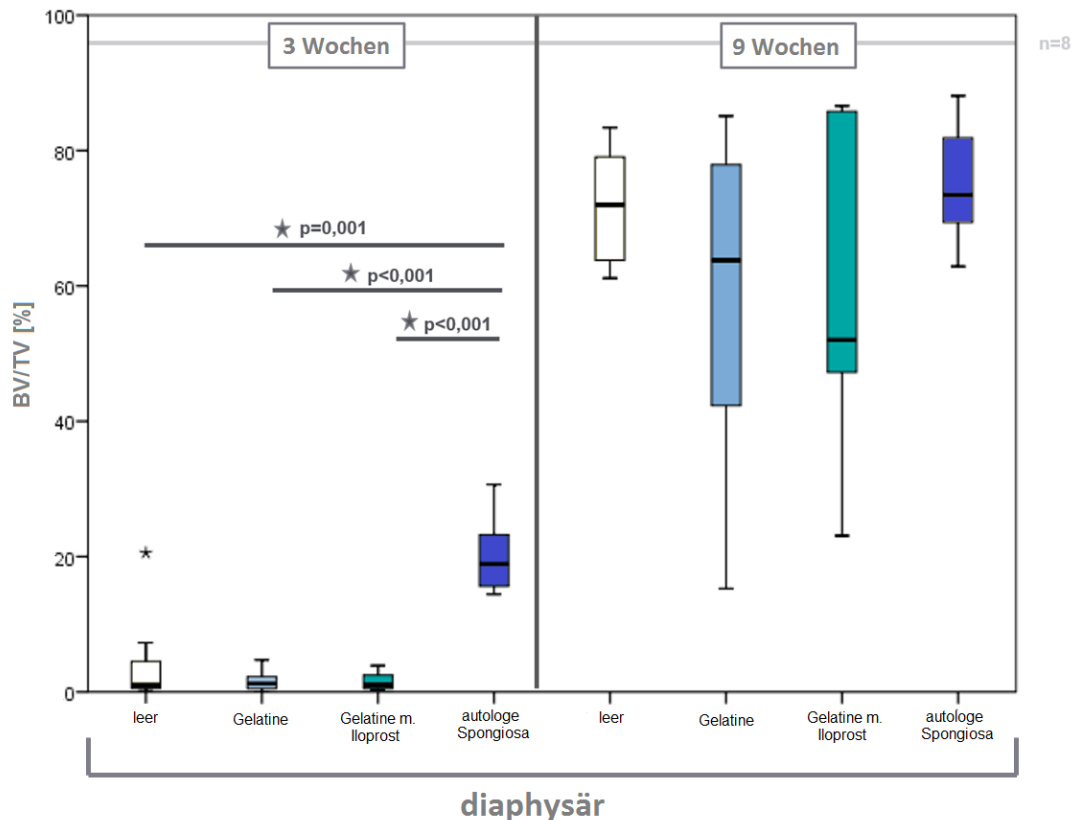 100
3 Wochen
9 Wochen
n=8
80
★ p=0,001
60
★ p<0,001
★ p<0,001
BV/TV [%]
40
20
*
0
leer
Gelatine
Gelatine m.
Iloprost
autologe
Spongiosa
leer
Gelatine
Gelatine m.
Iloprost
autologe
Spongiosa
diaphysär